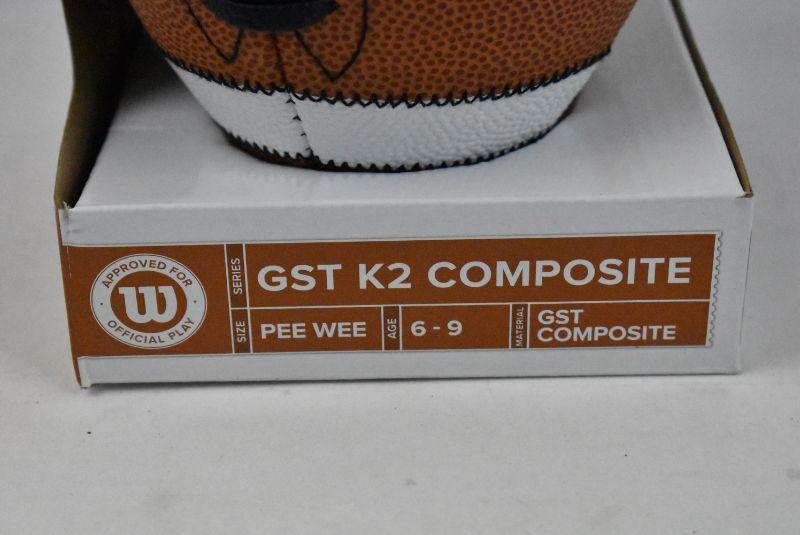 APPROVED FOR
W
OFFICIAL PLAY
SERIES
GST K2 COMPOSITE
SIZE
PEE WEE
AGE
6 - 9
MATERIAL
GST
COMPOSITE